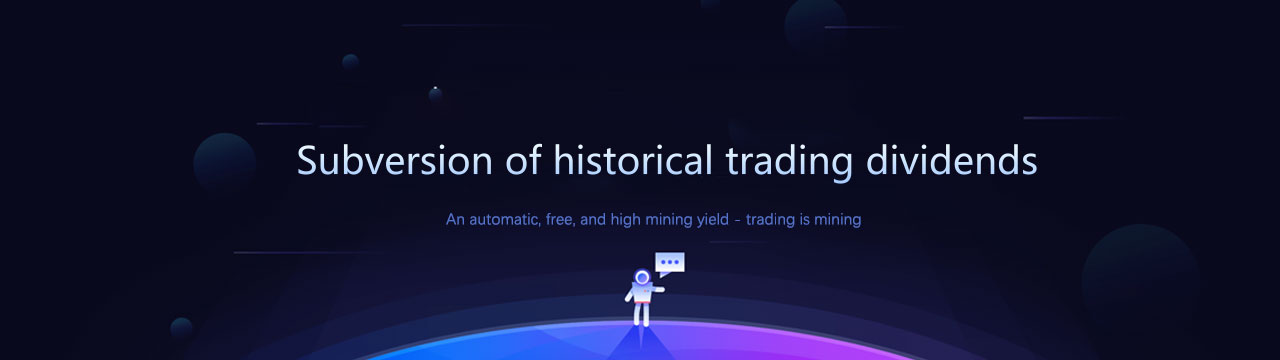 Subversion of historical trading dividends
An automatic, free, and high mining yield - trading is mining